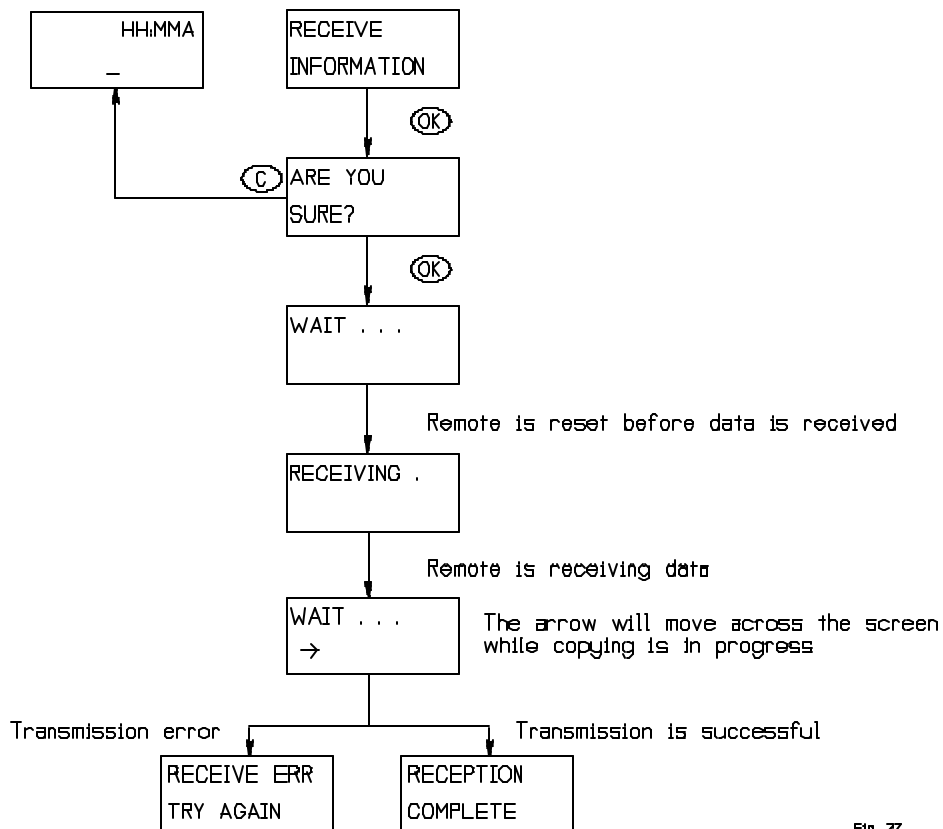 HH:MMA
_
RECEIVE
INFORMATION
OK
C
ARE YOU
SURE?
OK
WAIT . . .
Remote is reset before data is received
RECEIVING .
Remote is receiving data
WAIT . . .
→
The arrow will move across the screen
while copying is in progress
Transmission error
Transmission is successful
RECEIVE ERR
TRY AGAIN
RECEPTION
COMPLETE